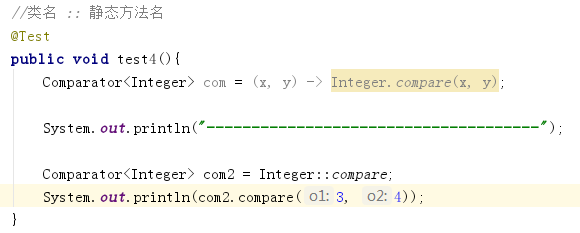 //类名 :: 静态方法名
@Test
public void test4(){
Comparator<Integer> com = (x, y) -> Integer.compare(x, y);
System.out.println("-------------------------------------");
Comparator<Integer> com2 = Integer::compare;
System.out.println(com2.compare( o1: 3, o2: 4));
}